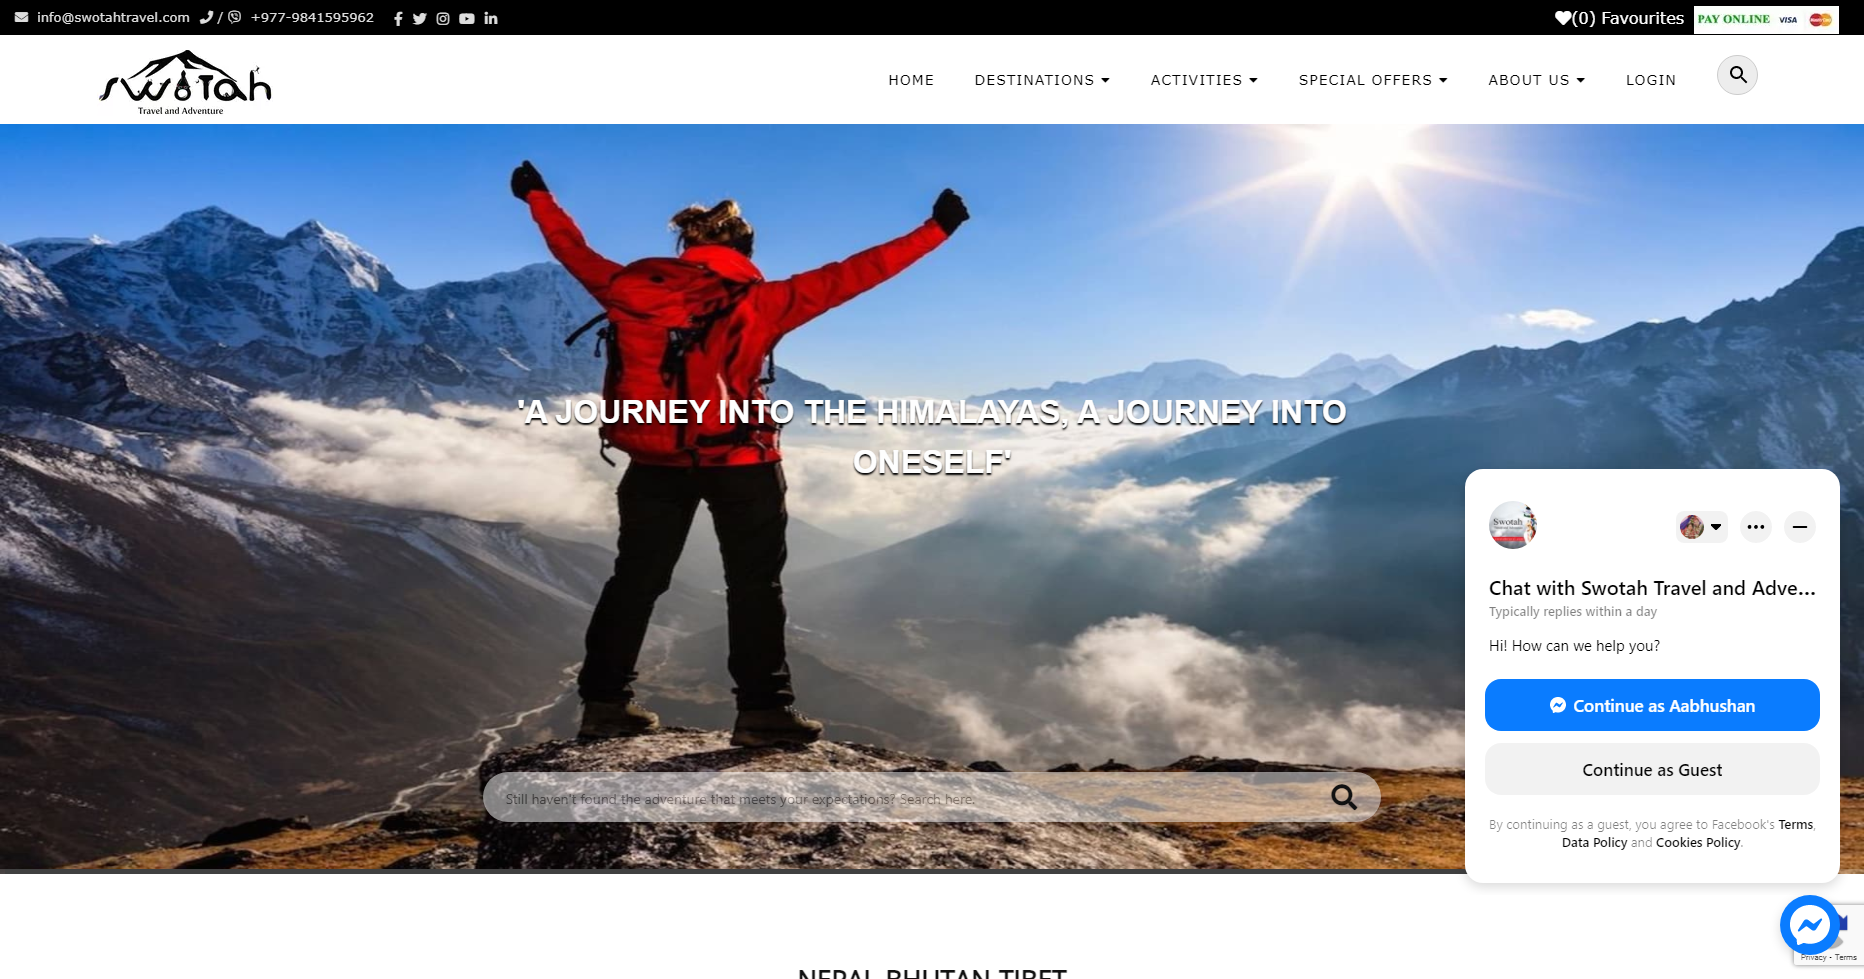 info@swotahtravel.com / +977-9841595962
(0) Favourites PAY ONLINE VISA
swotah
Travel and Adventure
HOME DESTINATIONS ACTIVITIES SPECIAL OFFERS ABOUT US LOGIN
'A JOURNEY INTO THE HIMALAYAS, A JOURNEY INTO
ONESELF'
Still haven't found the adventure that meets your expectations? Search here.
Swotah
Chat with Swotah Travel and Adve...
Typically replies within a day
Hi! How can we help you?
Continue as Aabhushan
Continue as Guest
By continuing as a guest, you agree to Facebook's Terms,
Data Policy and Cookies Policy.
Privacy - Terms
NEPAL BHUTAN TIBET